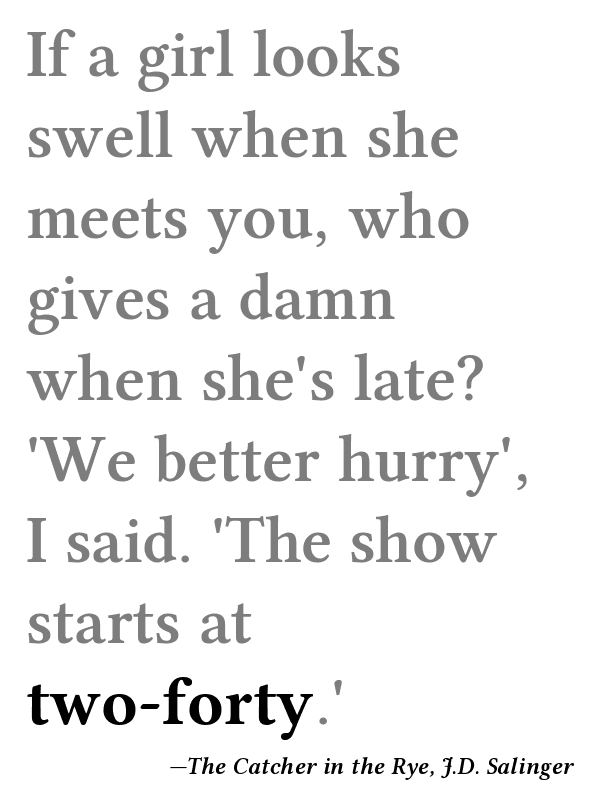 If a girl looks
swell when she
meets you, who
gives a damn
when she's late?
'We better hurry',
I said. 'The show
starts at
two-forty.'
—The Catcher in the Rye, J.D. Salinger